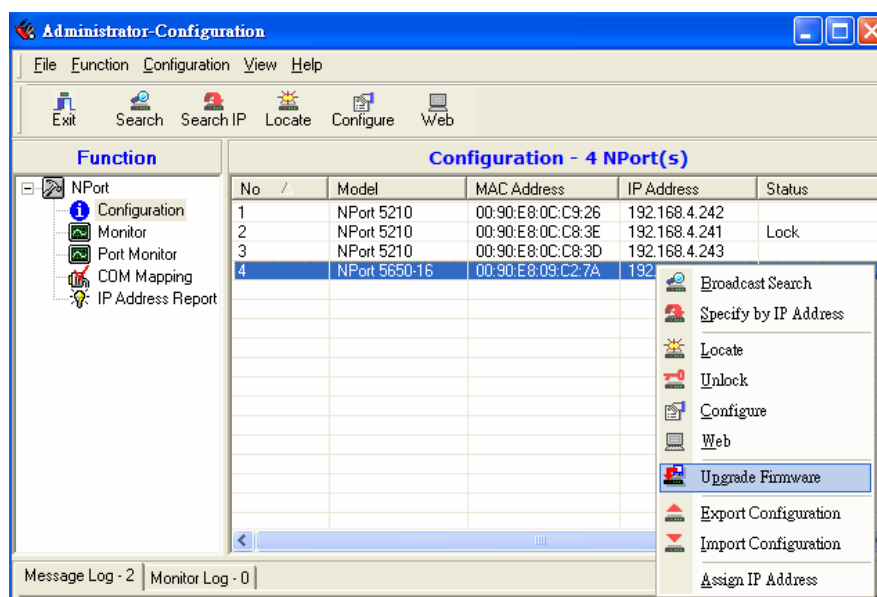 Administrator-Configuration
File Function Configuration View Help
Exit Search Search IP Locate Configure Web
Function
Configuration - 4 NPort(s)
NPort
Configuration
Monitor
Port Monitor
COM Mapping
IP Address Report
No Model MAC Address IP Address Status
1 NPort 5210 00:90:E8:0C:C9:26 192.168.4.242
2 NPort 5210 00:90:E8:0C:C8:3E 192.168.4.241 Lock
3 NPort 5210 00:90:E8:0C:C8:3D 192.168.4.243
4 NPort 5650-16 00:90:E8:09:C2:7A 192.
Broadcast Search
Specify by IP Address
Locate
Unlock
Configure
Web
Upgrade Firmware
Export Configuration
Import Configuration
Assign IP Address
Message Log - 2 Monitor Log - 0